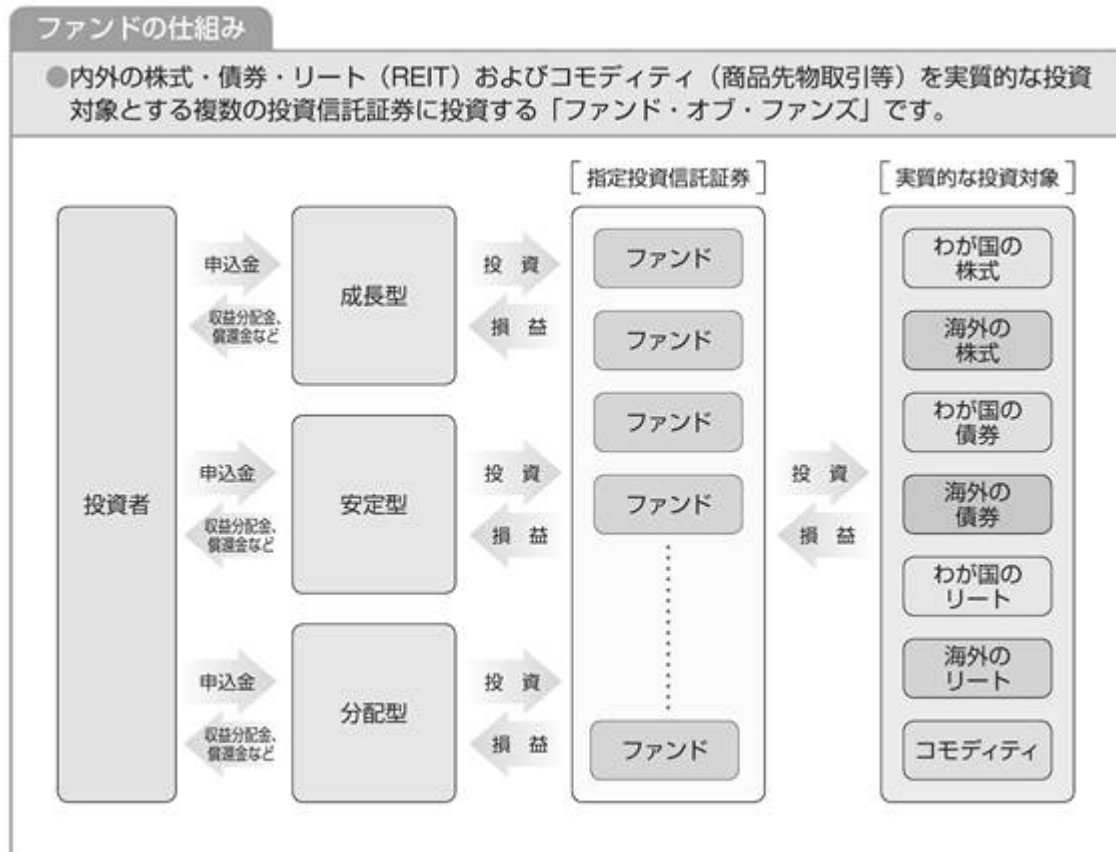 ファンドの仕組み
●内外の株式・債券・リート（REIT）およびコモディティ（商品先物取引等）を実質的な投資
対象とする複数の投資信託証券に投資する「ファンド・オブ・ファンズ」です。
[指定投資信託証券]
[実質的な投資対象]
投資者
申込金
収益分配金、
償還金など
成長型
投 資
損 益
申込金
収益分配金、
償還金など
安定型
投 資
損 益
申込金
収益分配金、
償還金など
分配型
投 資
損 益
ファンド
ファンド
ファンド
ファンド
ファンド
投 資
損 益
わが国の
株式
海外の
株式
わが国の
債券
海外の
債券
わが国の
リート
海外の
リート
コモディティ